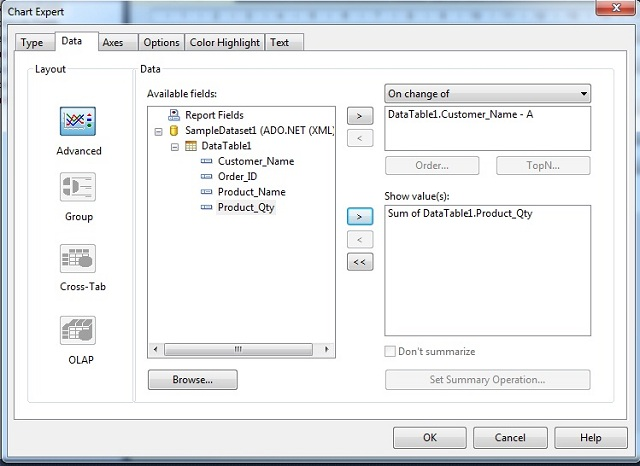 Chart Expert
Type Data Axes Options Color Highlight Text
Layout
Advanced
Group
Cross-Tab
OLAP
Data
Available fields:
Report Fields
SampleDataset1 (ADO.NET (XML)
DataTable1
Customer_Name
Order_ID
Product_Name
Product_Qty
Browse...
>
<
On change of
DataTable1.Customer_Name - A
Order... TopN...
Show value(s):
>
<
<<
Sum of DataTable1.Product_Qty
Don't summarize
Set Summary Operation...
OK Cancel Help